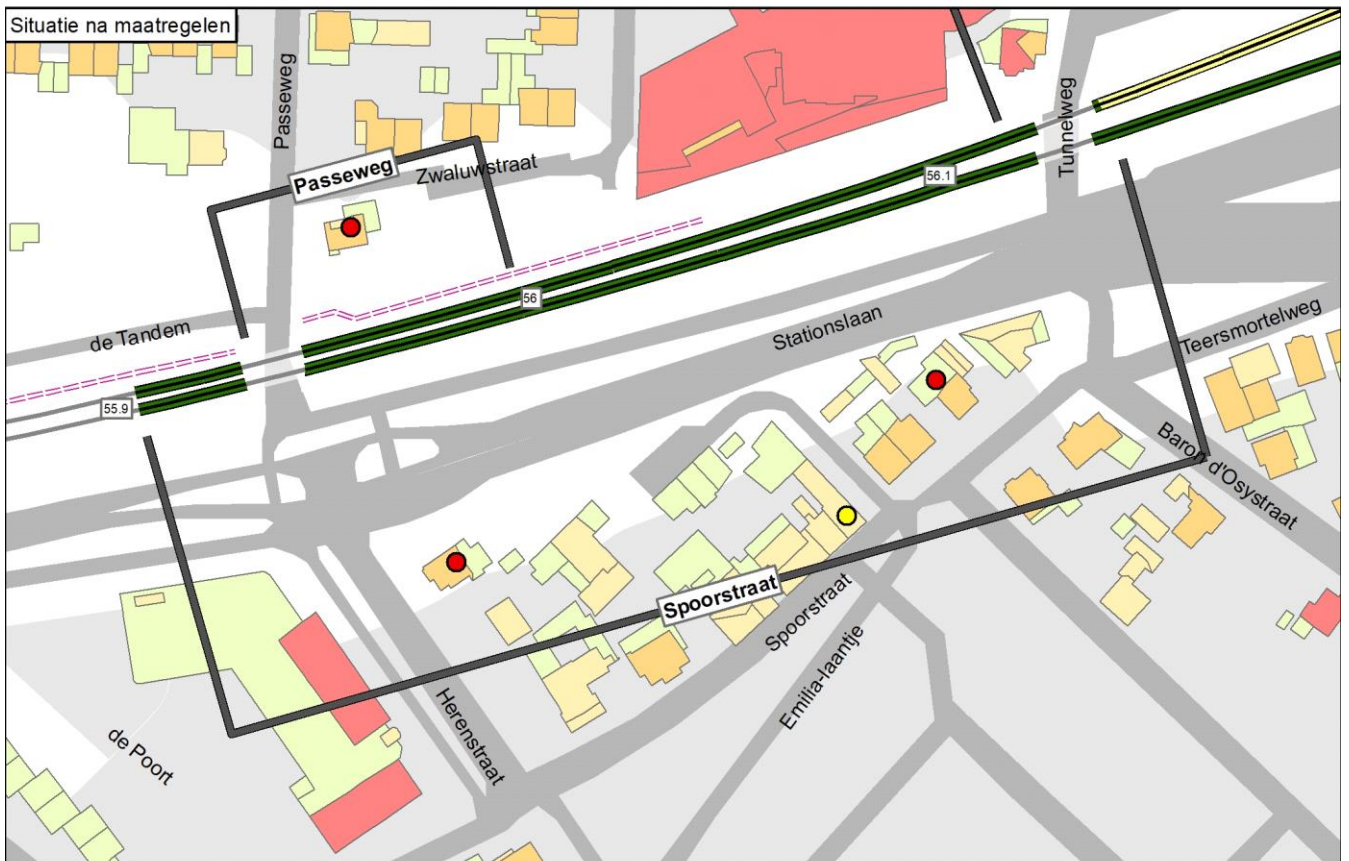 Situatie na maatregelen
Passeweg
Tunnelweg
Passeweg
Zwaluwstraat
56.1
56
de Tandem
Stationslaan
Teersmortelweg
55.9
Baron d'Osystraat
Spoorstraat
Spoorstraat
Emilia-laantje
Herenstraat
de Poort